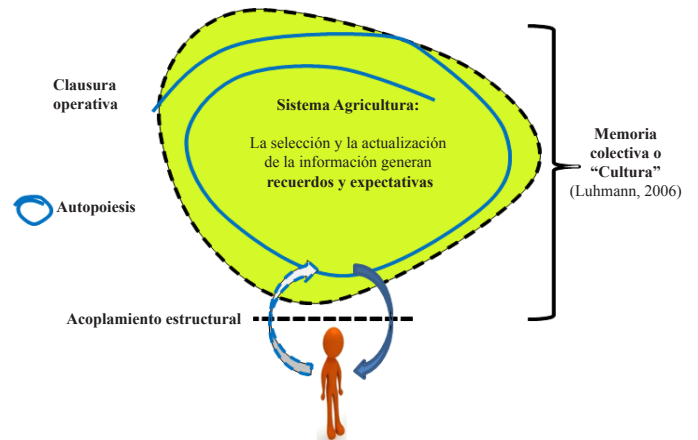 Clausura
operativa
Sistema Agricultura:
La selección y la actualización
de la información generan
recuerdos y expectativas
Memoria
colectiva o
“Cultura”
(Luhmann, 2006)
Autopoiesis
Acoplamiento estructural